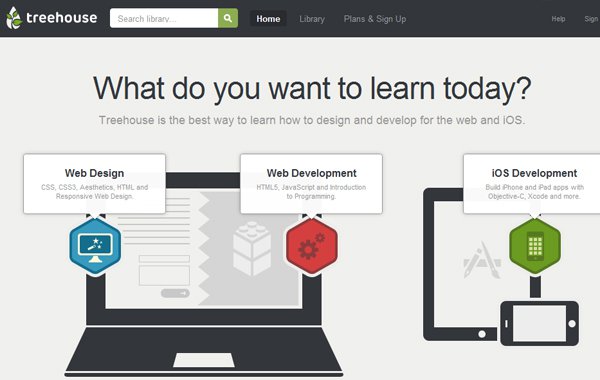 treehouse
Search library...
Home
Library
Plans & Sign Up
Help
Sign
What do you want to learn today?
Treehouse is the best way to learn how to design and develop for the web and iOS.
Web Design
CSS, CSS3, Aesthetics, HTML and
Responsive Web Design.
Web Development
HTML5, JavaScript and Introduction
to Programming.
iOS Development
Build iPhone and iPad apps with
Objective-C, Xcode and more.